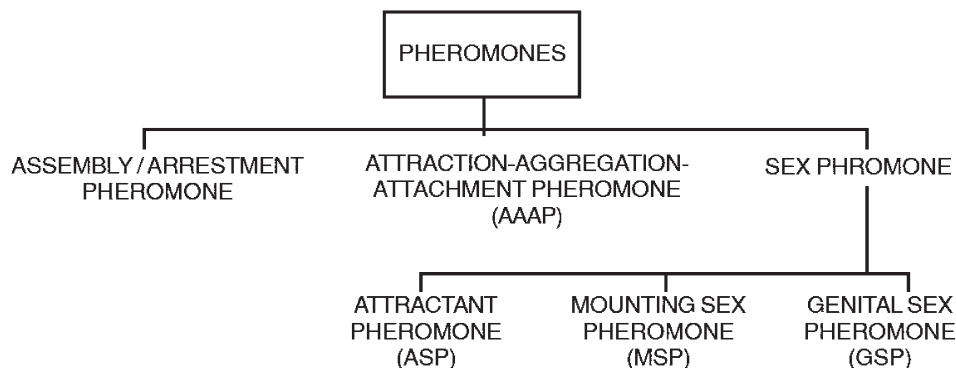 PHEROMONES
ASSEMBLY / ARRESTMENT
PHEROMONE
ATTRACTION-AGGREGATION-
ATTACHMENT PHEROMONE
(AAAP)
SEX PHROMONE
ATTRACTANT
PHEROMONE
(ASP)
MOUNTING SEX
PHEROMONE
(MSP)
GENITAL SEX
PHEROMONE
(GSP)